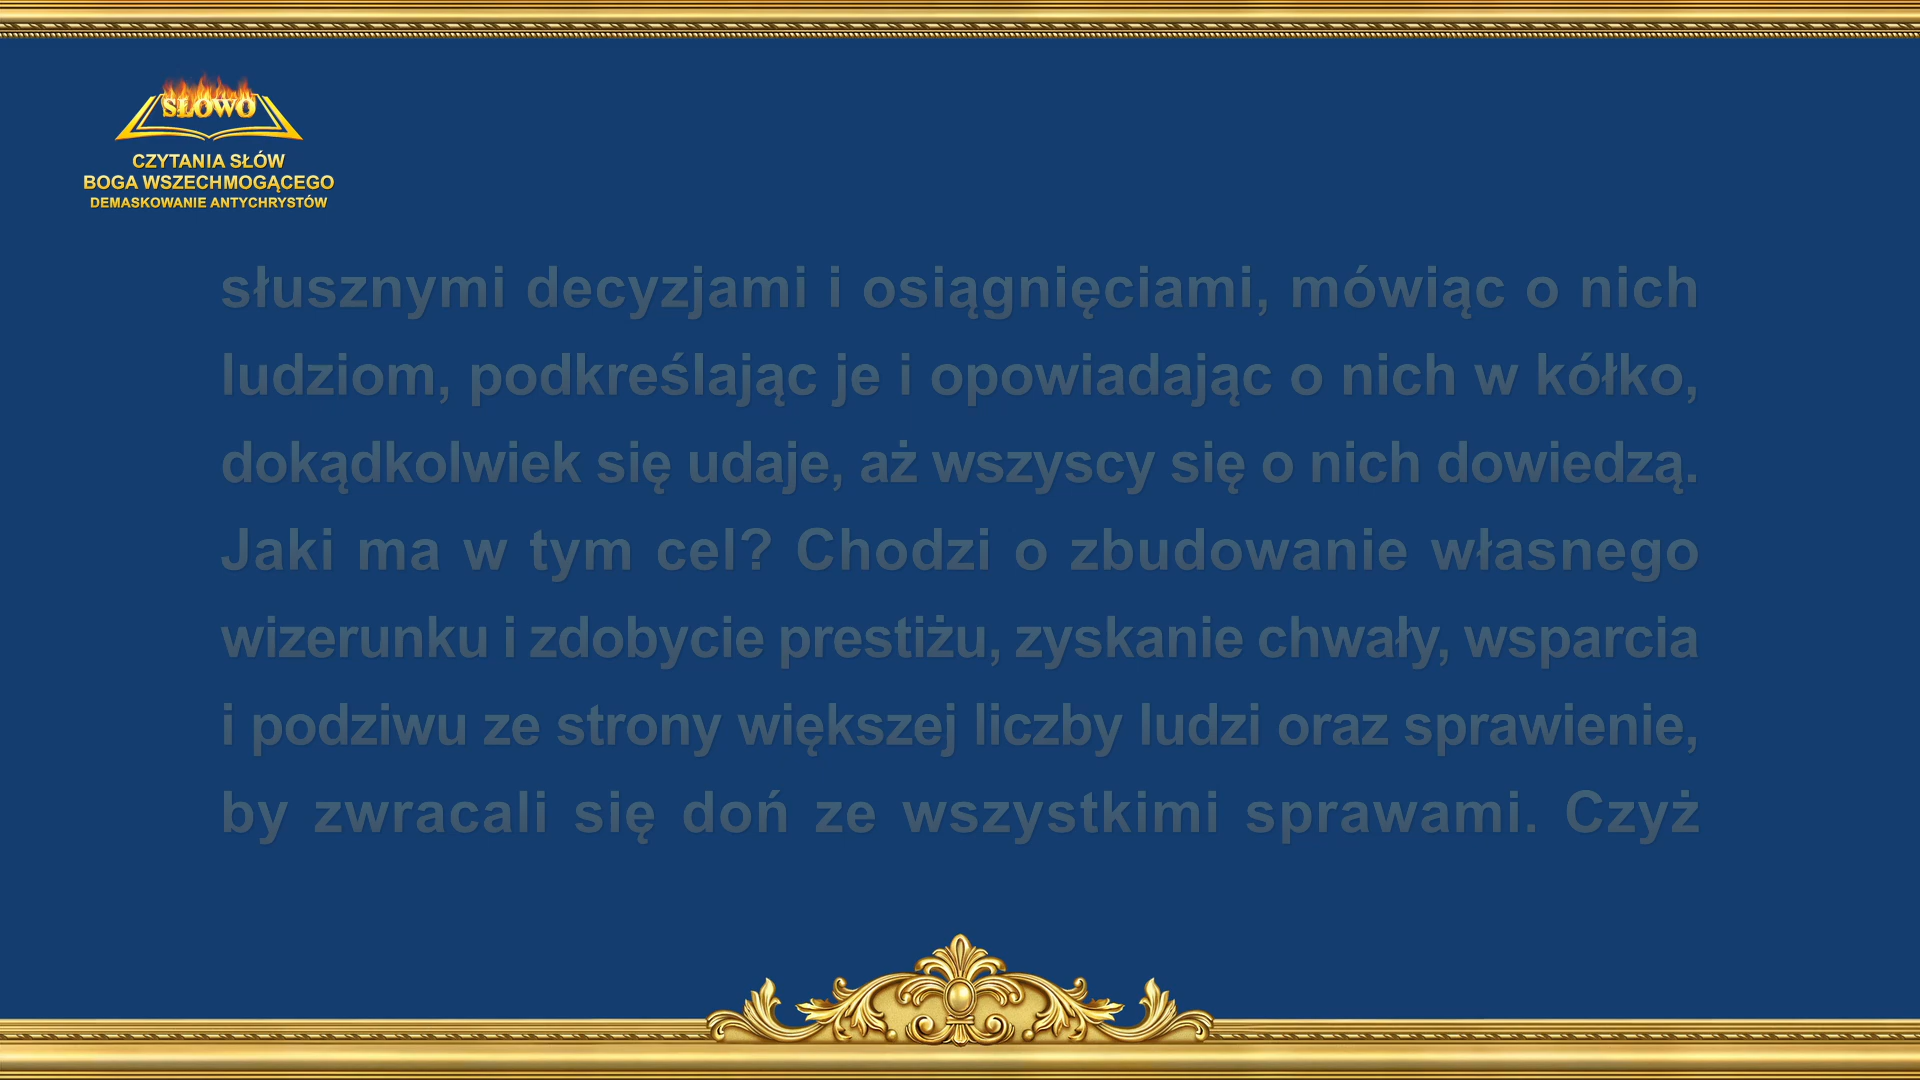 SŁOWO
CZYTANIA SŁÓW
BOGA WSZECHMOGĄCEGO
DEMASKOWANIE ANTYCHRYSTÓW
słusznymi decyzjami i osiągnięciami, mówiąc o nich
ludziom, podkreślając je i opowiadając o nich w kółko,
dokądkolwiek się udaje, aż wszyscy się o nich dowiedzą.
Jaki ma w tym cel? Chodzi o zbudowanie własnego
wizerunku i zdobycie prestiżu, zyskanie chwały, wsparcia
i podziwu ze strony większej liczby ludzi oraz sprawienie,
by zwracali się doń ze wszystkimi sprawami. Czyż